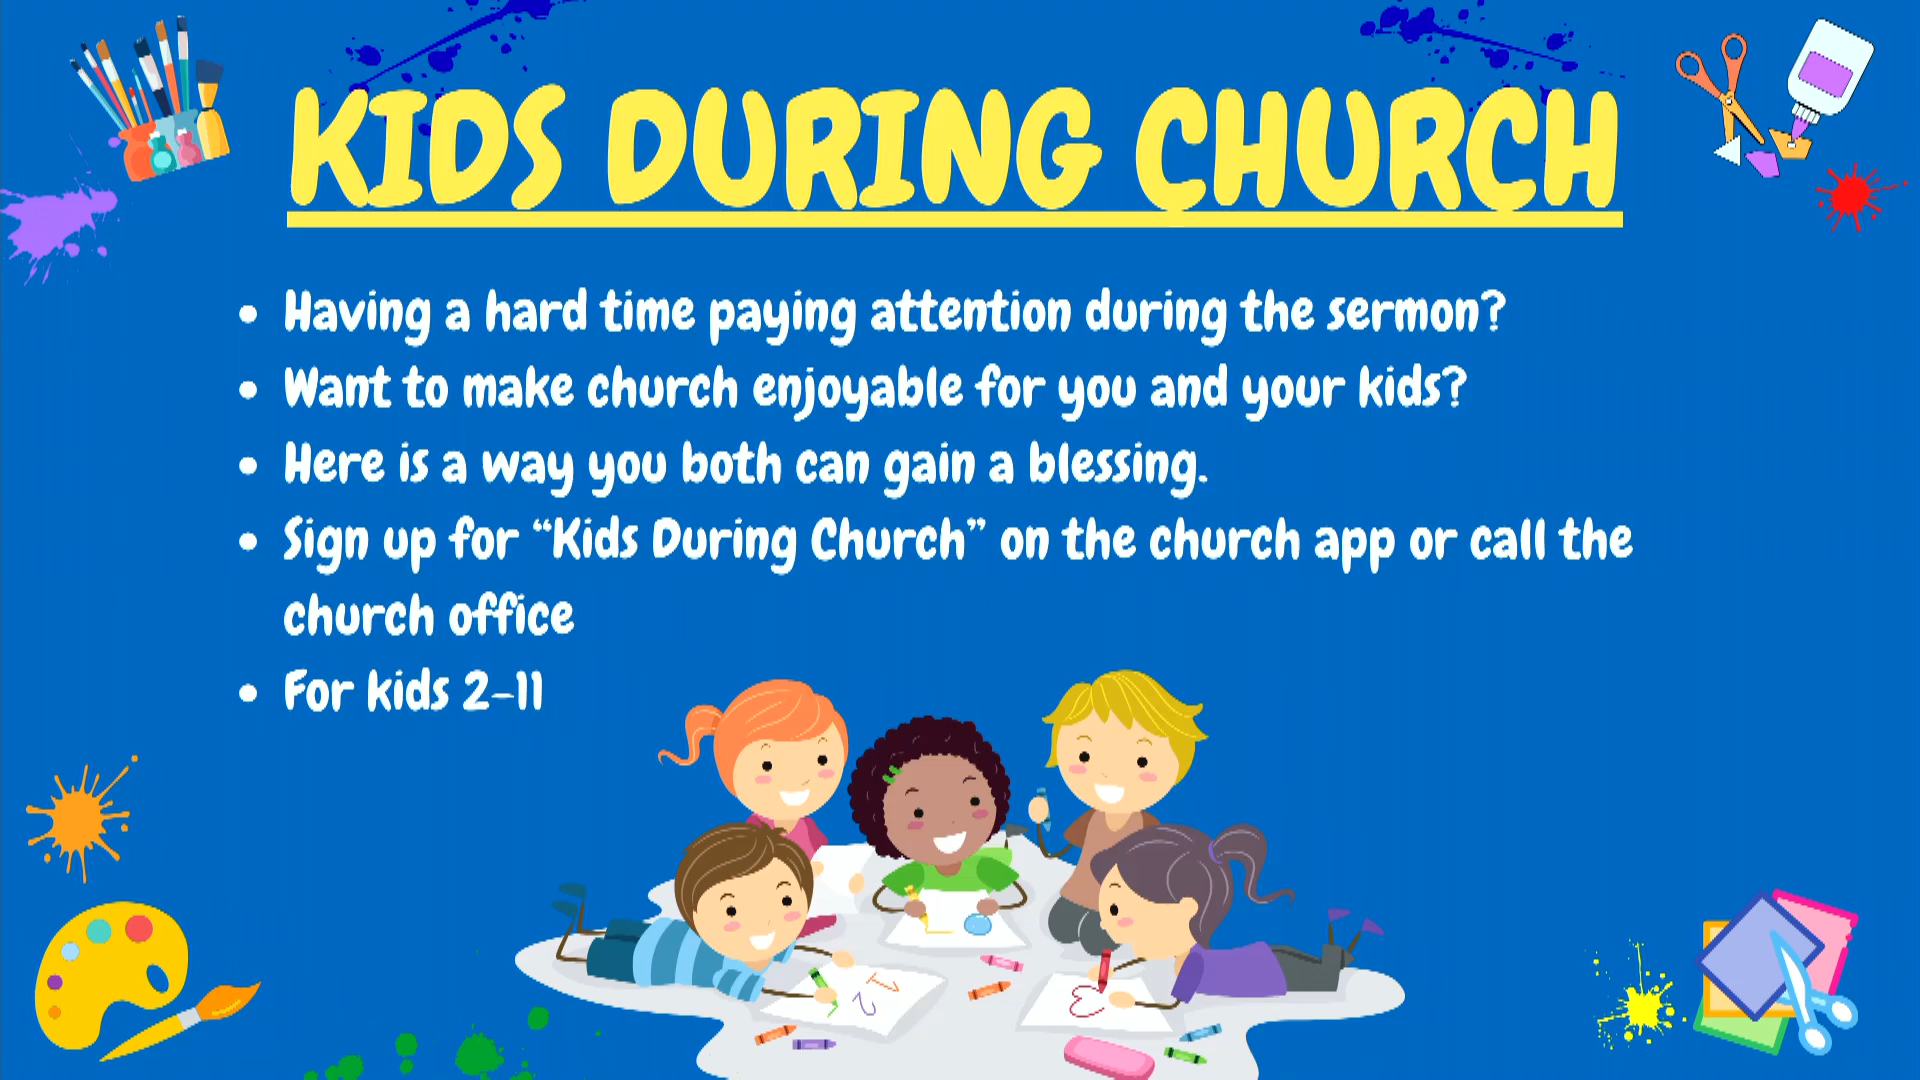 KIDS DURING CHURCH
• Having a hard time paying attention during the sermon?
• Want to make church enjoyable for you and your kids?
• Here is a way you both can gain a blessing.
• Sign up for “Kids During Church” on the church app or call the
church office
• For kids 2-11
1
2